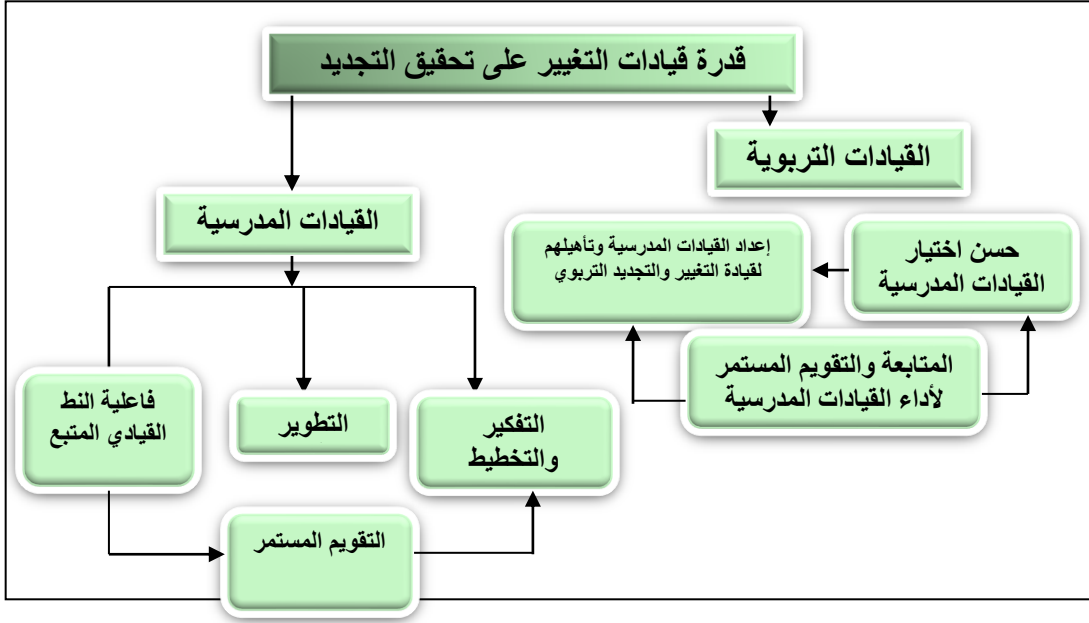 قدرة قيادات التغيير على تحقيق التجديد
القيادات التربوية
القيادات المدرسية
حسن اختيار
القيادات المدرسية
إعداد القيادات المدرسية وتأهيلهم
لقيادة التغيير والتجديد التربوي
المتابعة والتقويم المستمر
لأداء القيادات المدرسية
التفكير
والتخطيط
التطوير
فاعلية النط
القيادي المتبع
التقويم المستمر